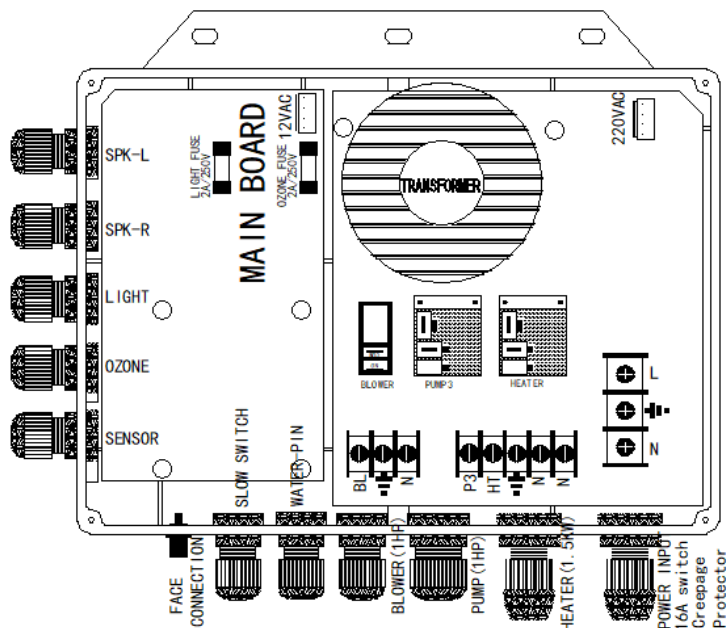 SPK-L
SPK-R
LIGHT
OZONE
SENSOR
LIGHT FUSE
2A/250V
MAIN BOARD
12VAC
OZONE FUSE
2A/250V
TRANSFORMER
220VAC
BLOWER
PUMP3
HEATER
L
N
SLOW SWITCH
WATER-PIN
BL
N
P3
HT
N
N
FACE
CONNECTION
BLOWER(1HP)
PUMP(1HP)
HEATER(1.5KW)
POWER INPUT
16A switch
Creepage
Protector